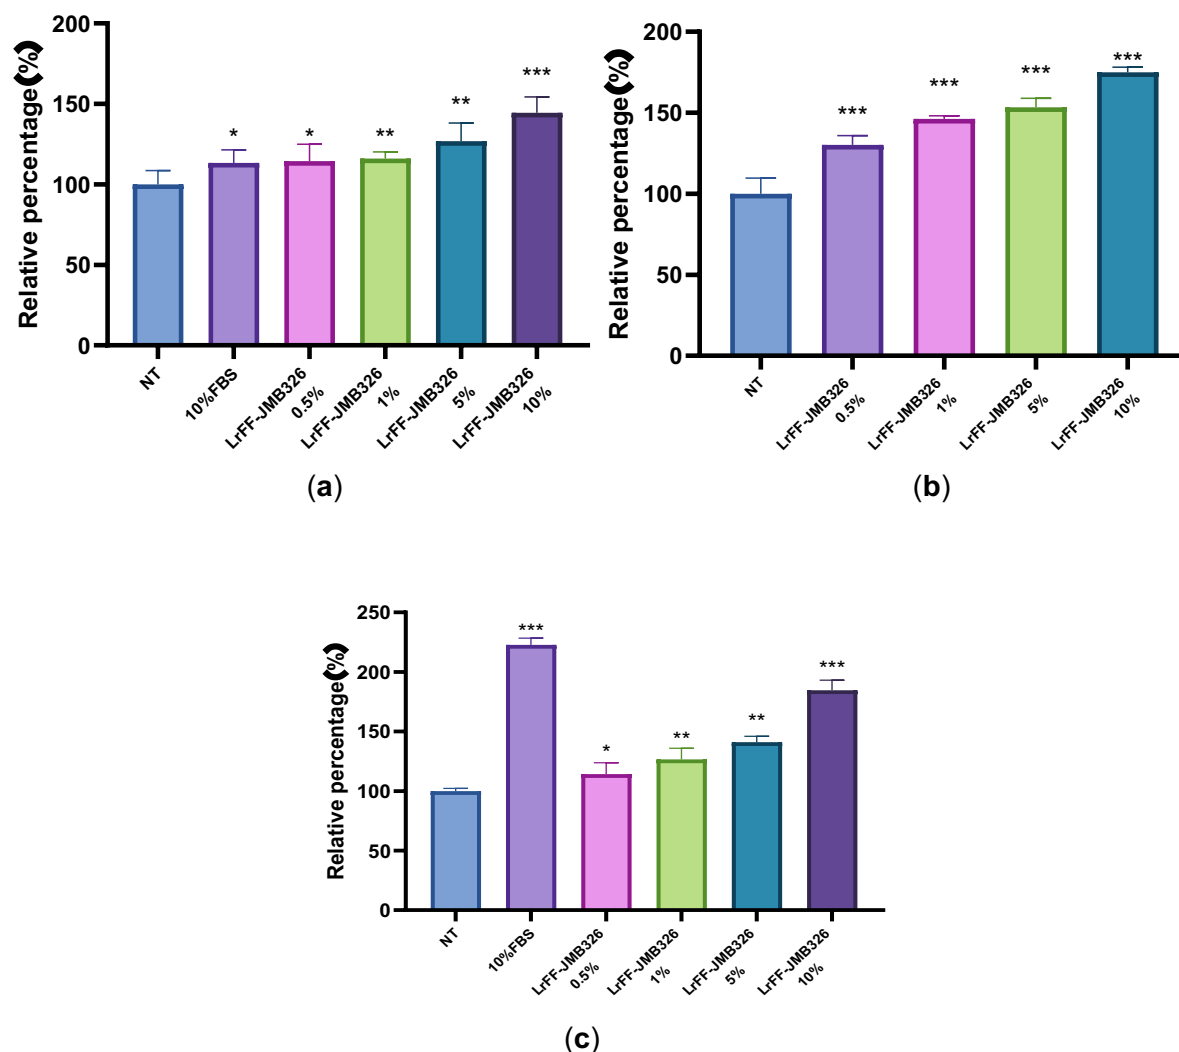 Relative percentage(%)
200
150
100
50
0
*
*
**
**
***
NT
10%FBS
LrFF-JMB326
0.5%
LrFF-JMB326
1%
LrFF-JMB326
5%
LrFF-JMB326
10%
(a)
Relative percentage(%)
200
150
100
50
0
***
***
***
***
NT
LrFF-JMB326
0.5%
LrFF-JMB326
1%
LrFF-JMB326
5%
LrFF-JMB326
10%
(b)
Relative percentage(%)
250
200
150
100
50
0
***
*
**
**
***
NT
10%FBS
LrFF-JMB326
0.5%
LrFF-JMB326
1%
LrFF-JMB326
5%
LrFF-JMB326
10%
(c)